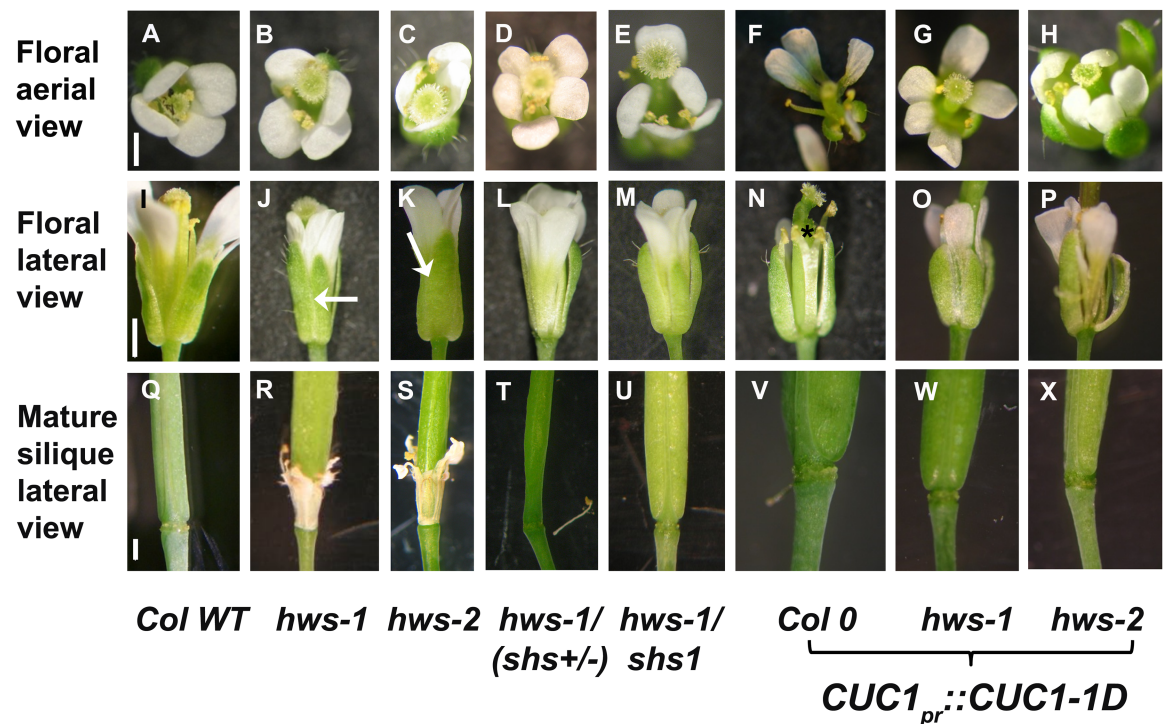 Floral aerial view
A B C D E F G H
Floral lateral view
I J K L M N * O P
Mature silique lateral view
Q R S T U V W X
Col WT hws-1 hws-2 hws-1/ (shs+/-) hws-1/ shs1 Col 0 hws-1 hws-2
CUC1pr::CUC1-1D